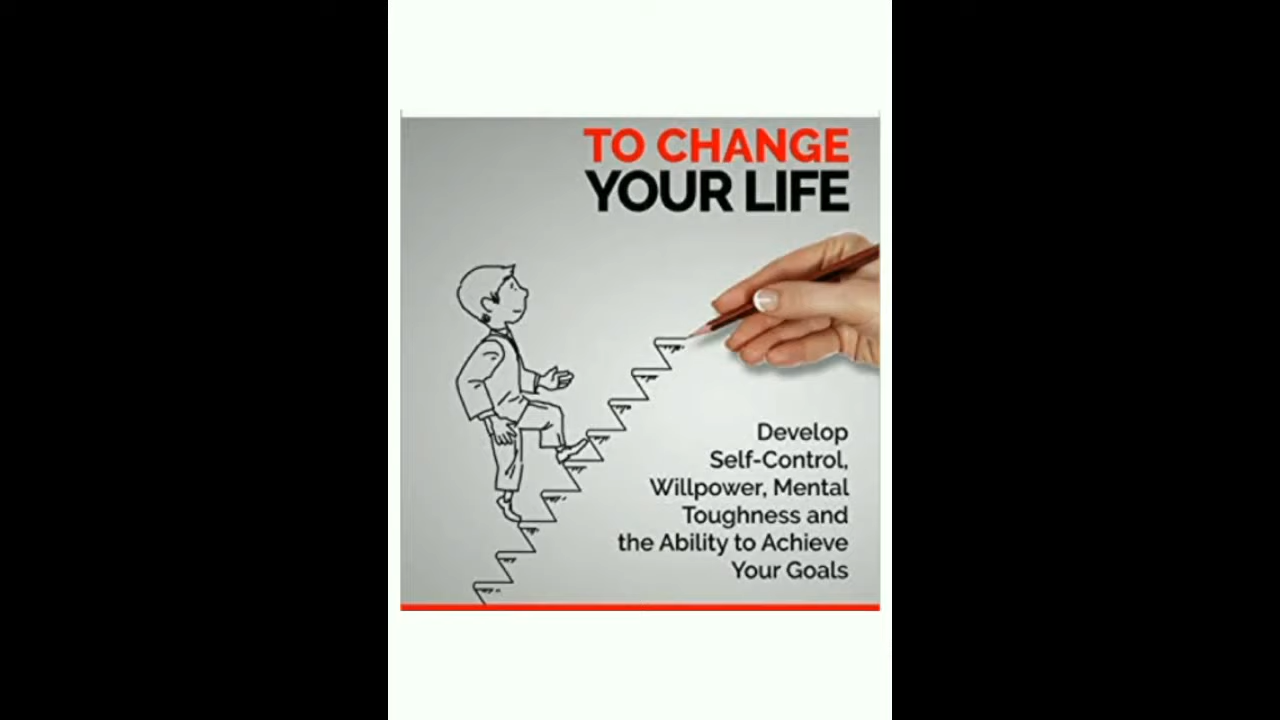 TO CHANGE
YOUR LIFE
Develop
Self-Control,
Willpower, Mental
Toughness and
the Ability to Achieve
Your Goals